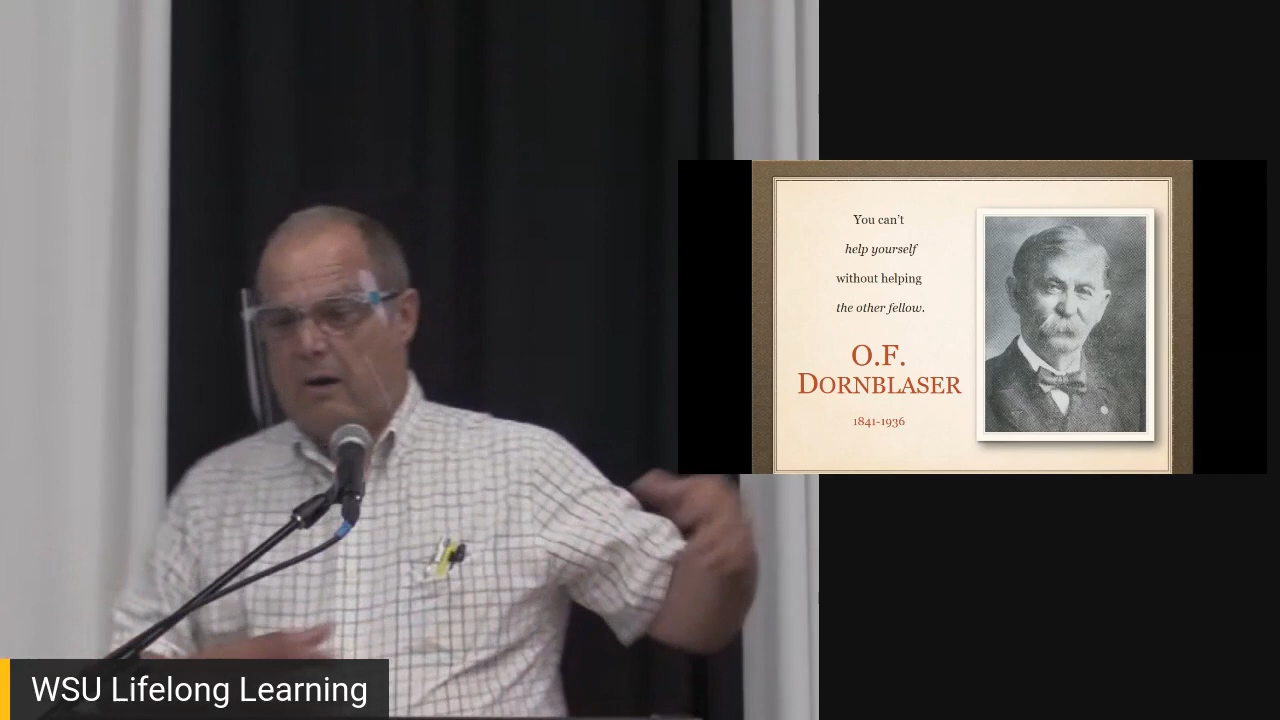 You can't
help yourself
without helping
the other fellow.
O.F.
DORNBLASER
1841-1936
WSU Lifelong Learning